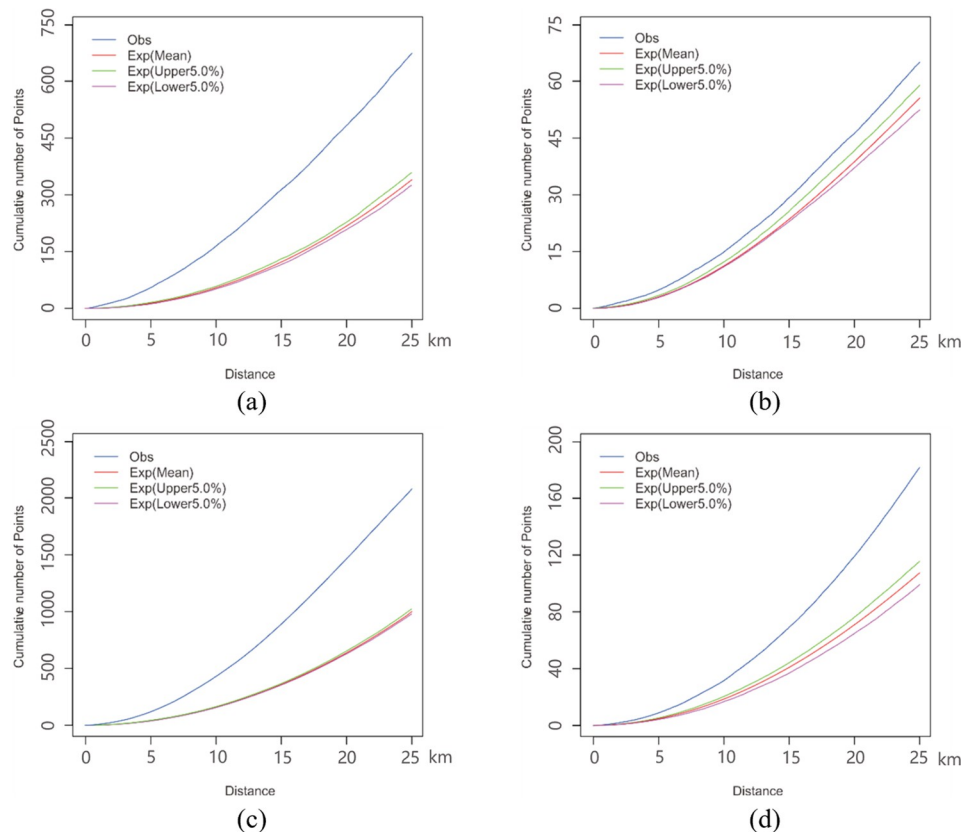 750
600
450
300
150
0
Cumulative number of Points
Obs
Exp(Mean)
Exp(Upper5.0%)
Exp(Lower5.0%)
0 5 10 15 20 25 km
Distance
(a)
75
60
45
30
15
0
Cumulative number of Points
Obs
Exp(Mean)
Exp(Upper5.0%)
Exp(Lower5.0%)
0 5 10 15 20 25 km
Distance
(b)
2500
2000
1500
1000
500
0
Cumulative number of Points
Obs
Exp(Mean)
Exp(Upper5.0%)
Exp(Lower5.0%)
0 5 10 15 20 25 km
Distance
(c)
200
160
120
80
40
0
Cumulative number of Points
Obs
Exp(Mean)
Exp(Upper5.0%)
Exp(Lower5.0%)
0 5 10 15 20 25 km
Distance
(d)